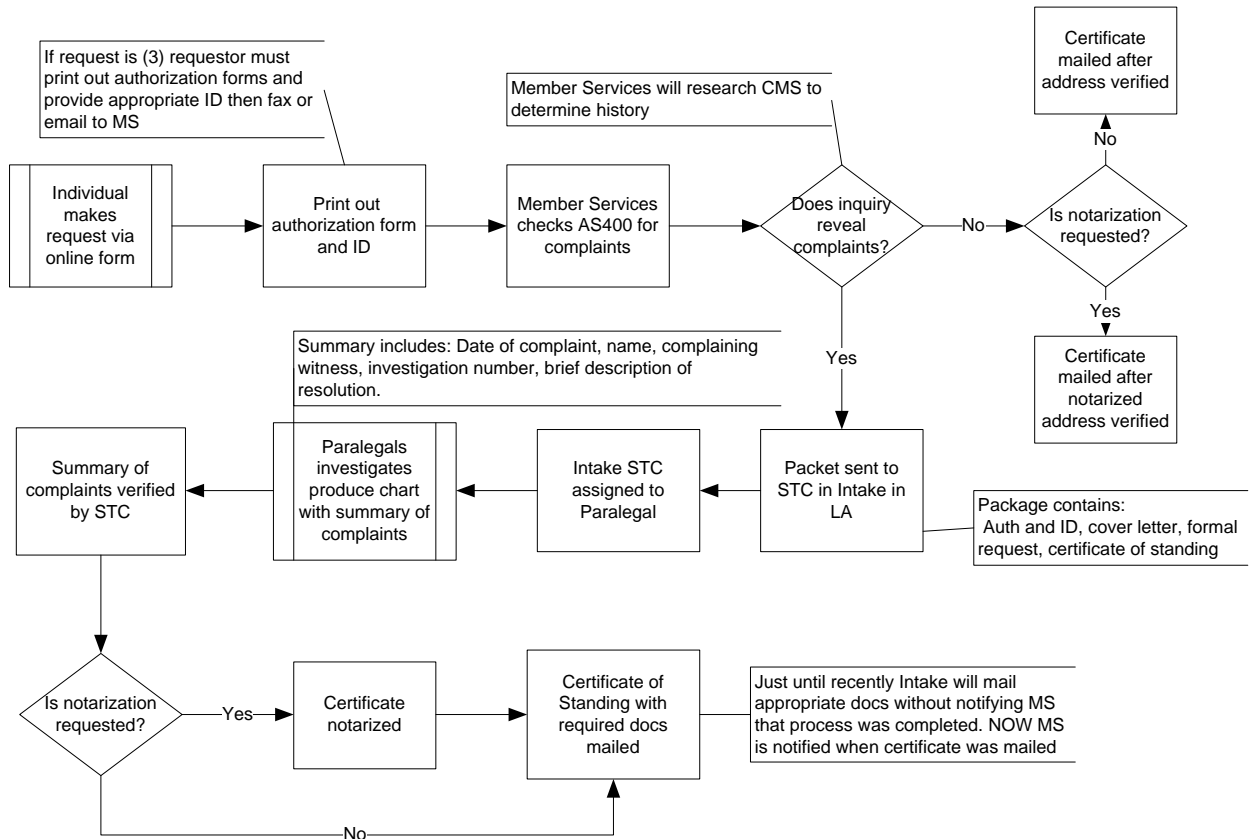 If request is (3) requestor must
print out authorization forms and
provide appropriate ID then fax or
email to MS
Member Services will research CMS to
determine history
Certificate
mailed after
address verified
No
Individual
makes
request via
online form
Print out
authorization form
and ID
Member Services
checks AS400 for
complaints
Does inquiry
reveal
complaints?
No
Is notarization
requested?
Yes
Yes
Certificate
mailed after
notarized
address verified
Summary includes: Date of complaint, name, complaining
witness, investigation number, brief description of
resolution.
Summary of
complaints verified
by STC
Paralegals
investigates
produce chart
with summary of
complaints
Intake STC
assigned to
Paralegal
Packet sent to
STC in Intake in
LA
Package contains:
Auth and ID, cover letter, formal
request, certificate of standing
Is notarization
requested?
Yes
Certificate
notarized
Certificate of
Standing with
required docs
mailed
Just until recently Intake will mail
appropriate docs without notifying MS
that process was completed. NOW MS
is notified when certificate was mailed
No